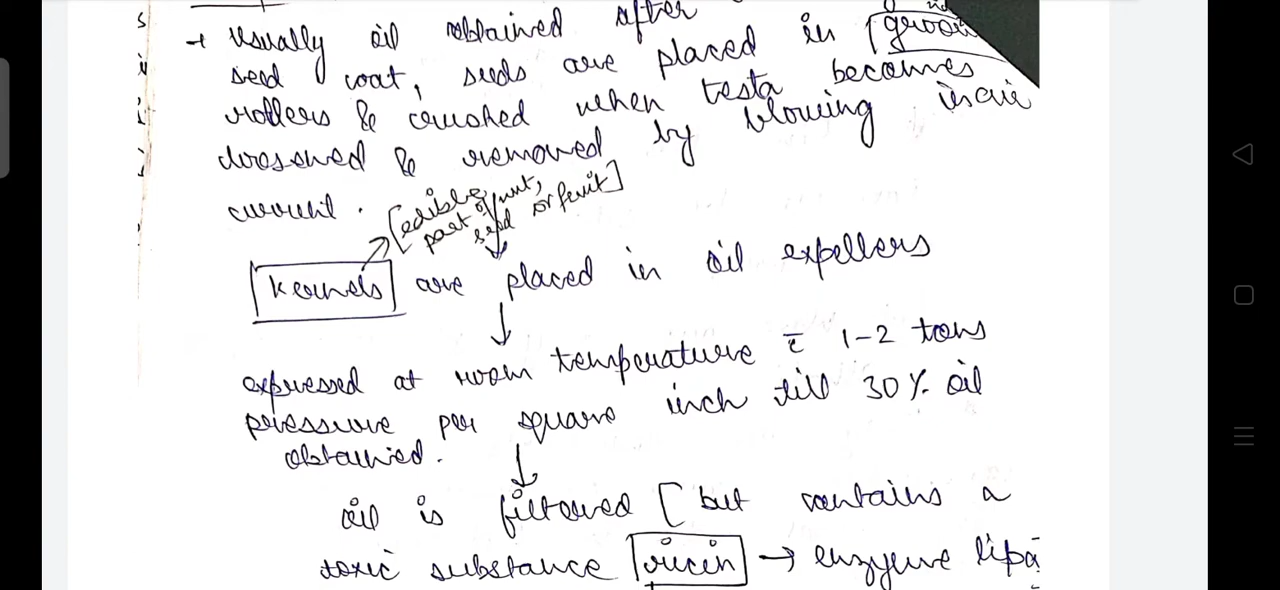 → Usually oil obtained after
seed coat, seeds are placed in
rollers & crushed when testa becomes
loosened & removed by blowing in air
current.
[edible
part of nut,
seed or fruit]
Kernels are placed in oil expellers
↓
expressed at room temperature c̄ 1-2 tons
pressure per square inch till 30% oil
obtained.
↓
oil is filtered [but contains a
toxic substance ricin → enzyme lipa